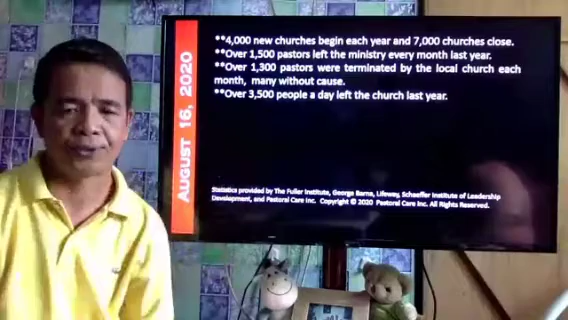 **4,000 new churches begin each year and 7,000 churches close.
**Over 1,500 pastors left the ministry every month last year.
**Over 1,300 pastors were terminated by the local church each
month, many without cause.
**Over 3,500 people a day left the church last year.
AUGUST 16, 2020
Statistics provided by The Fuller Institute, George Barna, Lifeway, Schaeffer Institute of Leadership
Development, and Pastoral Care Inc. Copyright © 2020 Pastoral Care Inc. All Rights Reserved.